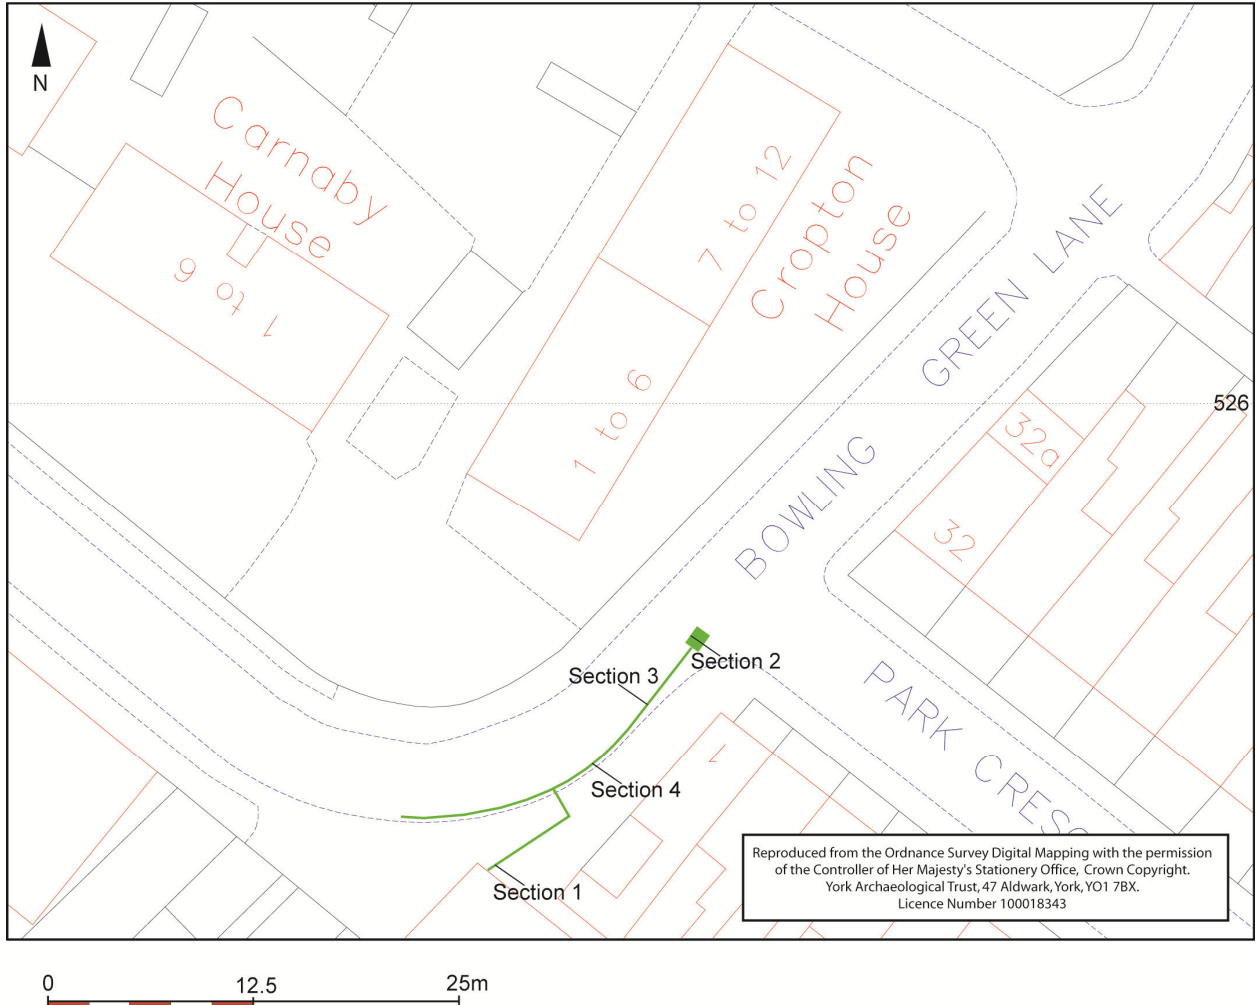 N
Carnaby
House
1 to 6
7 to 12
Cropton
House
1 to 6
BOWLING GREEN LANE
526
32a
32
Section 2
Section 3
PARK CRESC
1
Section 4
Section 1
Reproduced from the Ordnance Survey Digital Mapping with the permission
of the Controller of Her Majesty's Stationery Office, Crown Copyright.
York Archaeological Trust, 47 Aldwark, York, YO1 7BX.
Licence Number 100018343
0 12.5 25m